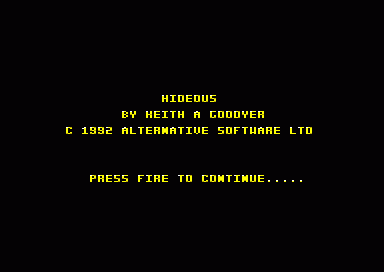 HIDEOUS
BY KEITH A GOODYER
C 1992 ALTERNATIVE SOFTWARE LTD
PRESS FIRE TO CONTINUE.....